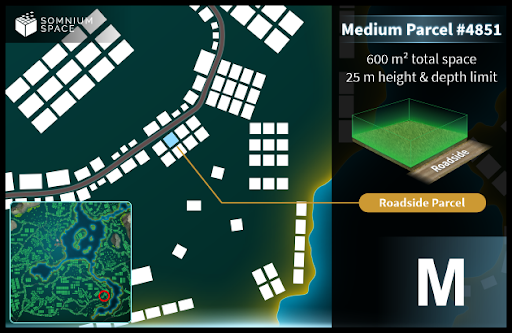 SOMNIUM
SPACE
Medium Parcel #4851
600 m² total space
25 m height & depth limit
Roadside
Roadside Parcel
M